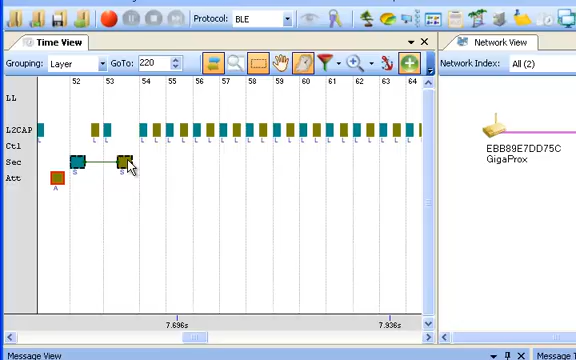 Protocol: BLE
Time View
Network View
Grouping: Layer GoTo: 220
Network Index: All (2)
52 53 54 55 56 57 58 59 60 61 62 63 64
LL
L2CAP
L L L L L L L L L L L L L L L L L L L L L L L L
Ctl
Sec
S S
Att
A
EBB89E7DD75C
GigaProx
7.696s 7.936s
Message View
Message T